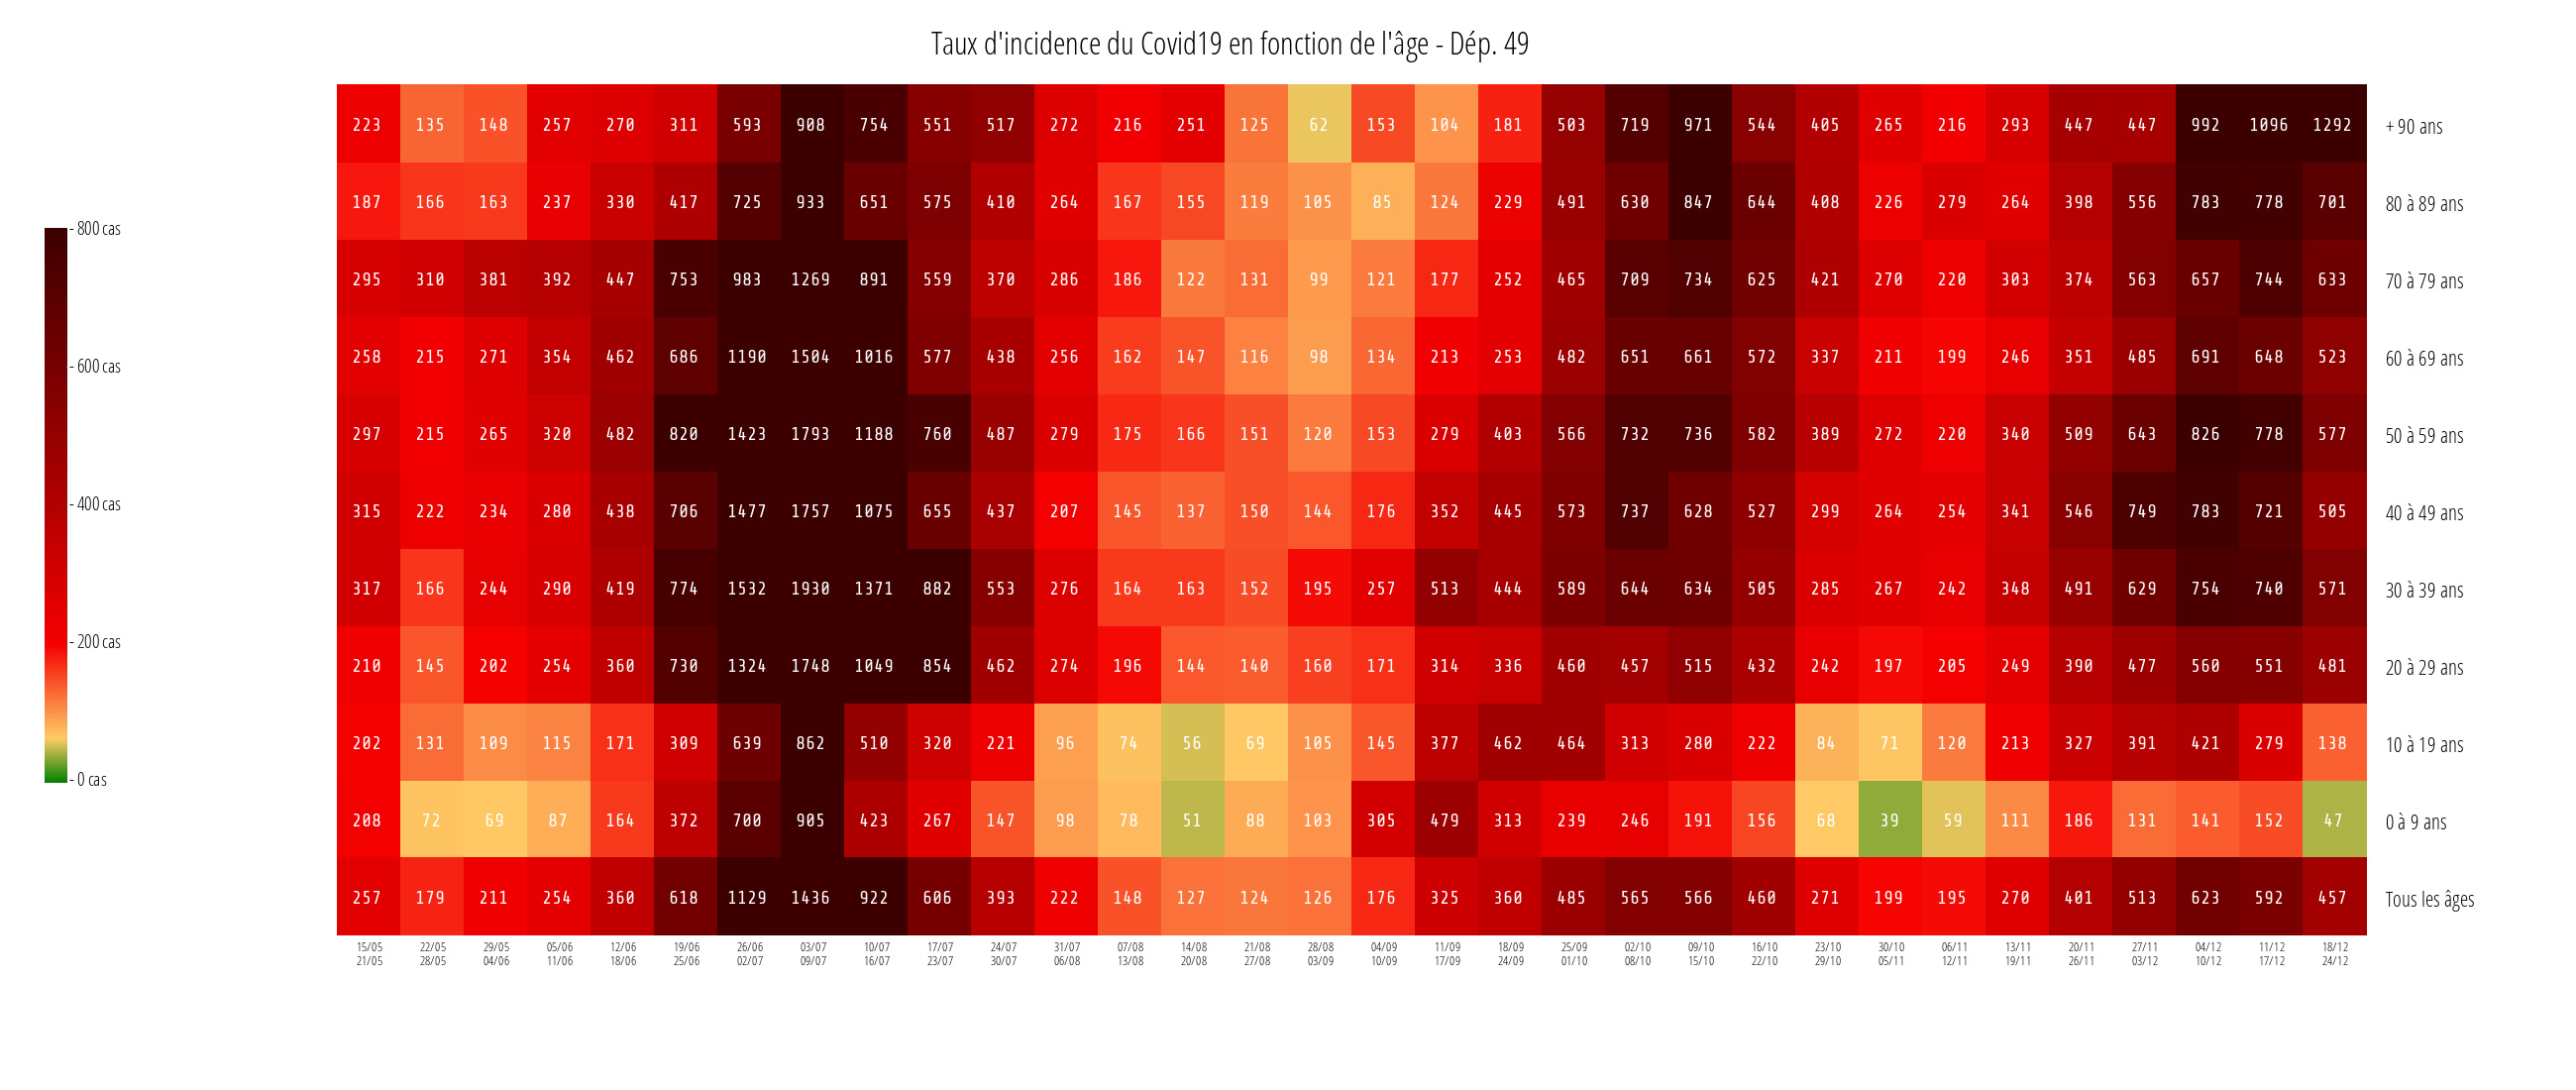 Taux d'incidence du Covid19 en fonction de l'âge - Dép. 49
223 135 148 257 270 311 593 908 754 551 517 272 216 251 125 62 153 104 181 503 719 971 544 405 265 216 293 447 447 992 1096 1292 + 90 ans
187 166 163 237 330 417 725 933 651 575 410 264 167 155 119 105 85 124 229 491 630 847 644 408 226 279 264 398 556 783 778 701 80 à 89 ans
295 310 381 392 447 753 983 1269 891 559 370 286 186 122 131 99 121 177 252 465 709 734 625 421 270 220 303 374 563 657 744 633 70 à 79 ans
258 215 271 354 462 686 1190 1504 1016 577 438 256 162 147 116 98 134 213 253 482 651 661 572 337 211 199 246 351 485 691 648 523 60 à 69 ans
297 215 265 320 482 820 1423 1793 1188 760 487 279 175 166 151 120 153 279 403 566 732 736 582 389 272 220 340 509 643 826 778 577 50 à 59 ans
315 222 234 280 438 706 1477 1757 1075 655 437 207 145 137 150 144 176 352 445 573 737 628 527 299 264 254 341 546 749 783 721 505 40 à 49 ans
317 166 244 290 419 774 1532 1930 1371 882 553 276 164 163 152 195 257 513 444 589 644 634 505 285 267 242 348 491 629 754 740 571 30 à 39 ans
210 145 202 254 360 730 1324 1748 1049 854 462 274 196 144 140 160 171 314 336 460 457 515 432 242 197 205 249 390 477 560 551 481 20 à 29 ans
202 131 109 115 171 309 639 862 510 320 221 96 74 56 69 105 145 377 462 464 313 280 222 84 71 120 213 327 391 421 279 138 10 à 19 ans
208 72 69 87 164 372 700 905 423 267 147 98 78 51 88 103 305 479 313 239 246 191 156 68 39 59 111 186 131 141 152 47 0 à 9 ans
257 179 211 254 360 618 1129 1436 922 606 393 222 148 127 124 126 176 325 360 485 565 566 460 271 199 195 270 401 513 623 592 457 Tous les âges
15/05 22/05 29/05 05/06 12/06 19/06 26/06 03/07 10/07 17/07 24/07 31/07 07/08 14/08 21/08 28/08 04/09 11/09 18/09 25/09 02/10 09/10 16/10 23/10 30/10 06/11 13/11 20/11 27/11 04/12 11/12 18/12
21/05 28/05 04/06 11/06 18/06 25/06 02/07 09/07 16/07 23/07 30/07 06/08 13/08 20/08 27/08 03/09 10/09 17/09 24/09 01/10 08/10 15/10 22/10 29/10 05/11 12/11 19/11 26/11 03/12 10/12 17/12 24/12
- 800 cas
- 600 cas
- 400 cas
- 200 cas
- 0 cas